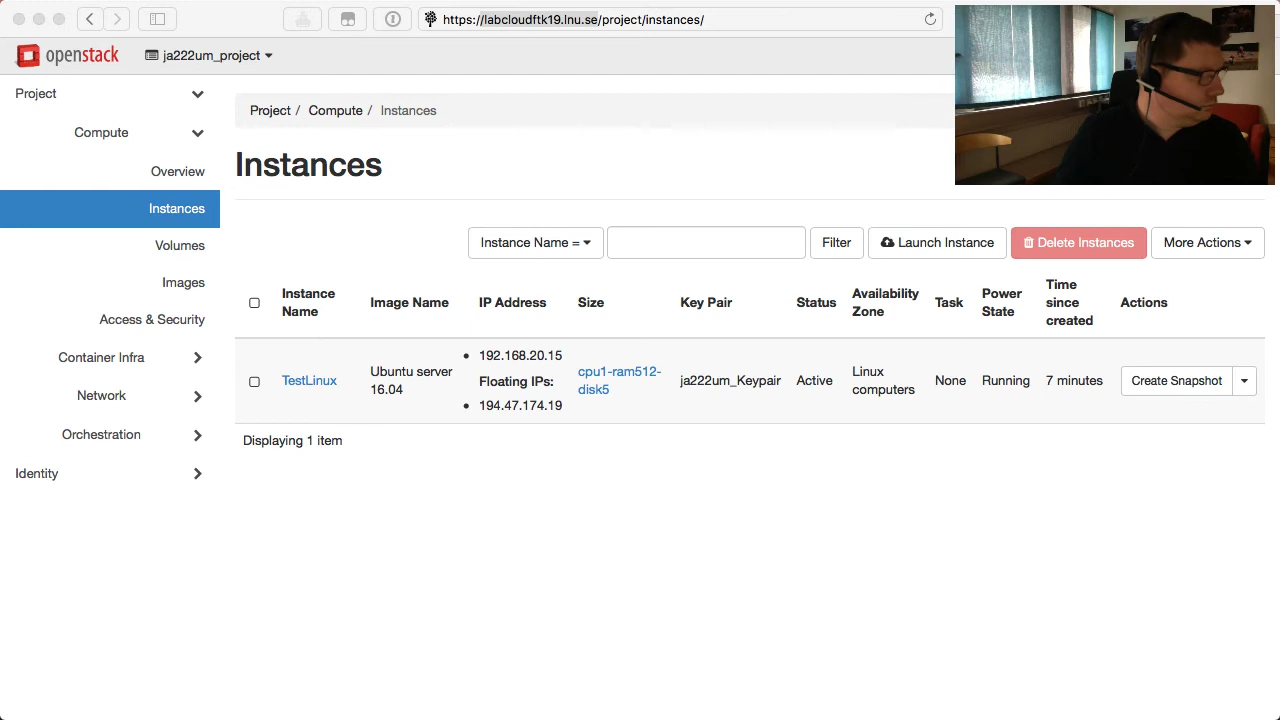 https://labcloudftk19.lnu.se/project/instances/
openstack
ja222um_project
Project
Compute
Overview
Instances
Volumes
Images
Access & Security
Container Infra
Network
Orchestration
Identity
Project / Compute / Instances
Instances
Instance Name =
Filter
Launch Instance
Delete Instances
More Actions
Instance Name
Image Name
IP Address
Size
Key Pair
Status
Availability Zone
Task
Power State
Time since created
Actions
TestLinux
Ubuntu server 16.04
192.168.20.15
Floating IPs:
194.47.174.19
cpu1-ram512-disk5
ja222um_Keypair
Active
Linux computers
None
Running
7 minutes
Create Snapshot
Displaying 1 item